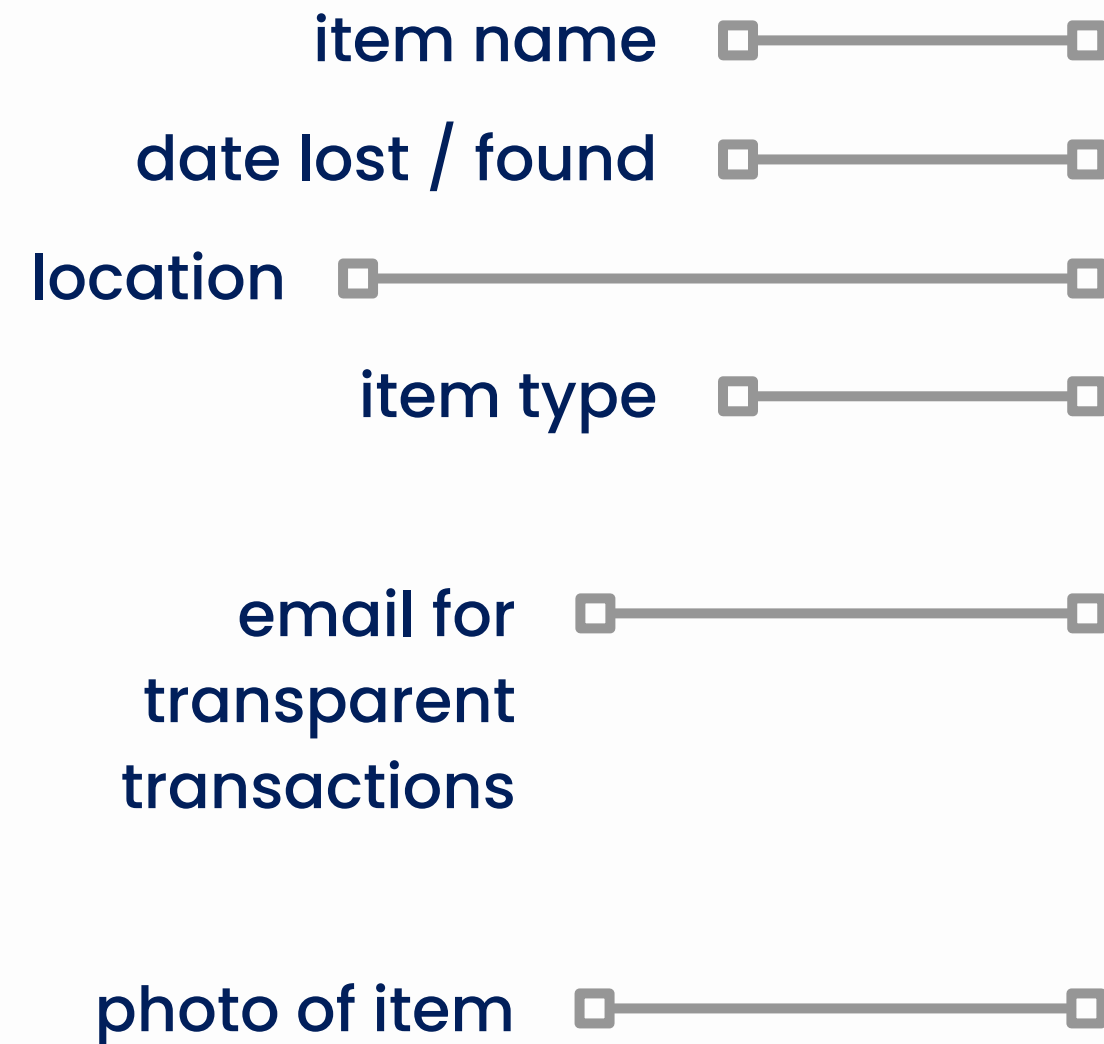 item name
date lost / found
location
item type
email for
transparent
transactions
photo of item